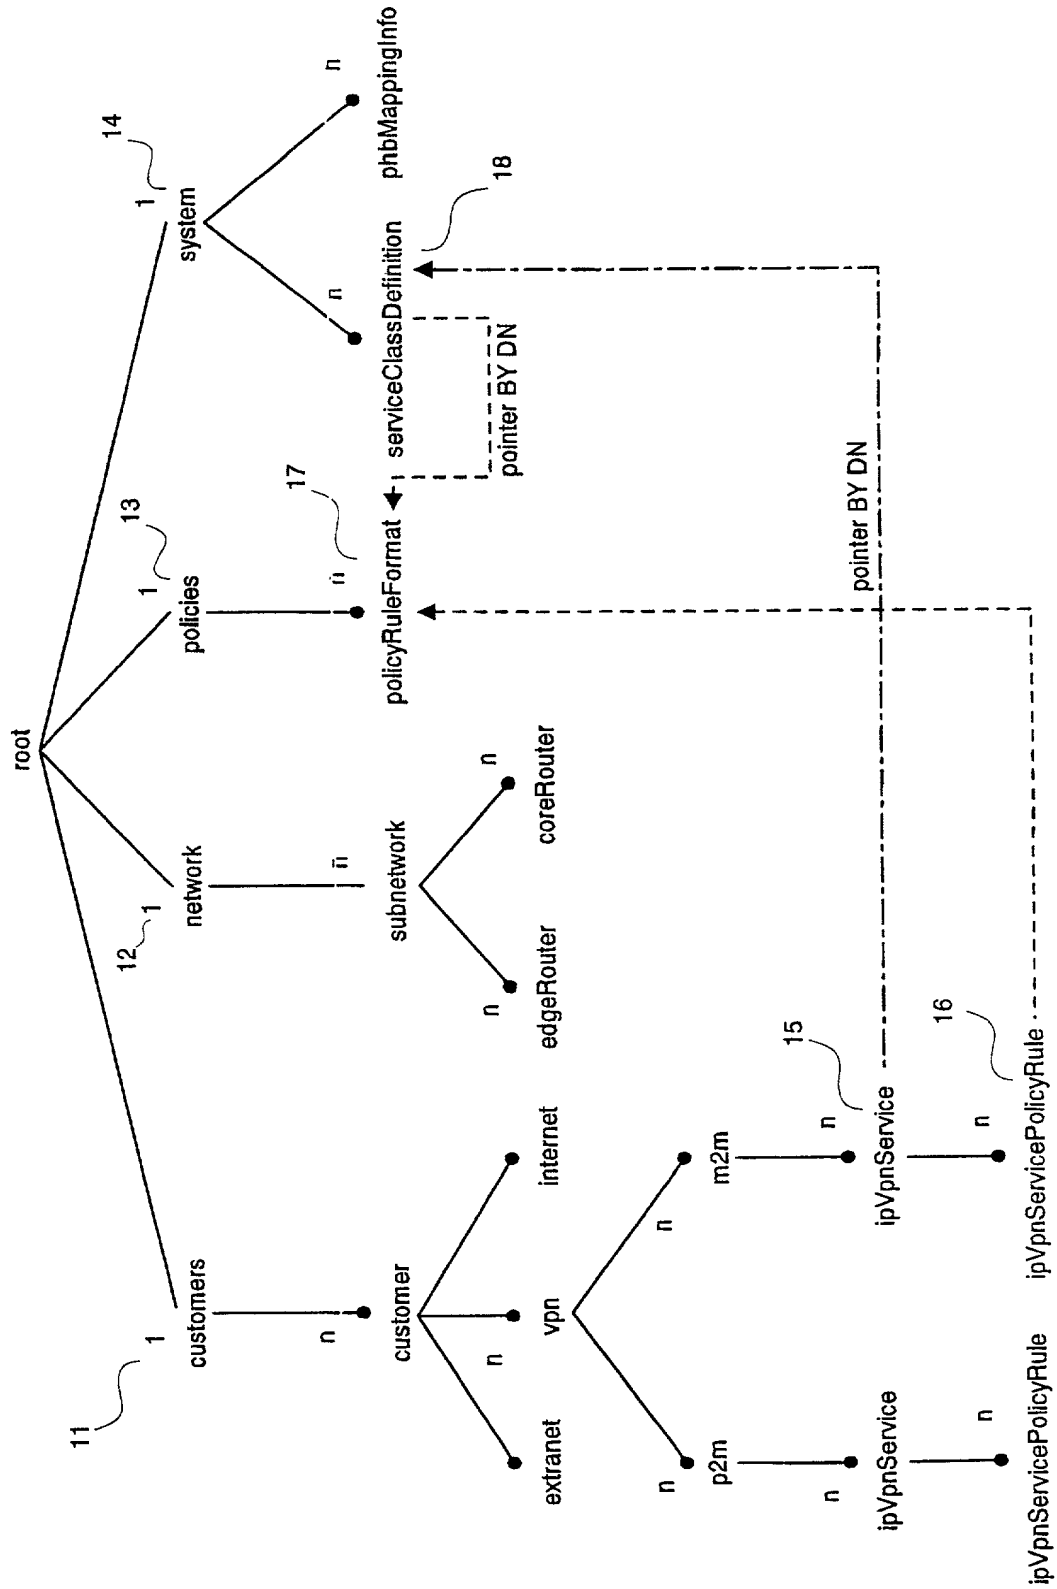 root
11
1
customers
12
1
network
13
1
policies
14
1
system
n
customer
n
subnetwork
n
policyRuleFormat
17
n
serviceClassDefinition
18
n
phbMappingInfo
pointer BY DN
extranet
n
vpn
internet
n
edgeRouter
n
coreRouter
n
p2m
n
m2m
pointer BY DN
n
ipVpnService
n
ipVpnService
15
n
ipVpnServicePolicyRule
n
ipVpnServicePolicyRule
16